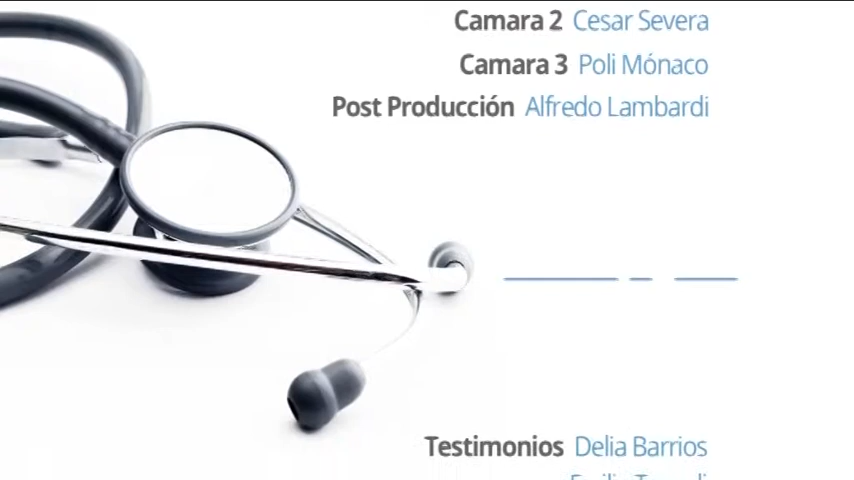 Camara 2 Cesar Severa
Camara 3 Poli Mónaco
Post Producción Alfredo Lambardi
Testimonios Delia Barrios